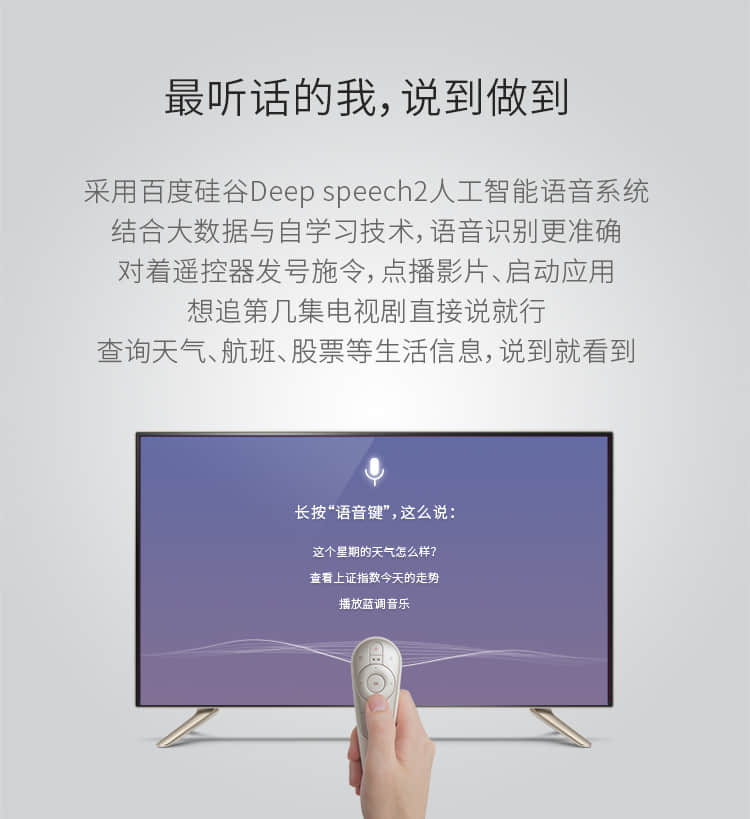 最听话的我，说到做到
采用百度硅谷Deep speech2人工智能语音系统
结合大数据与自学习技术，语音识别更准确
对着遥控器发号施令，点播影片、启动应用
想追第几集电视剧直接说就行
查询天气、航班、股票等生活信息，说到就看到
长按“语音键”，这么说：
这个星期的天气怎么样？
查看上证指数今天的走势
播放蓝调音乐